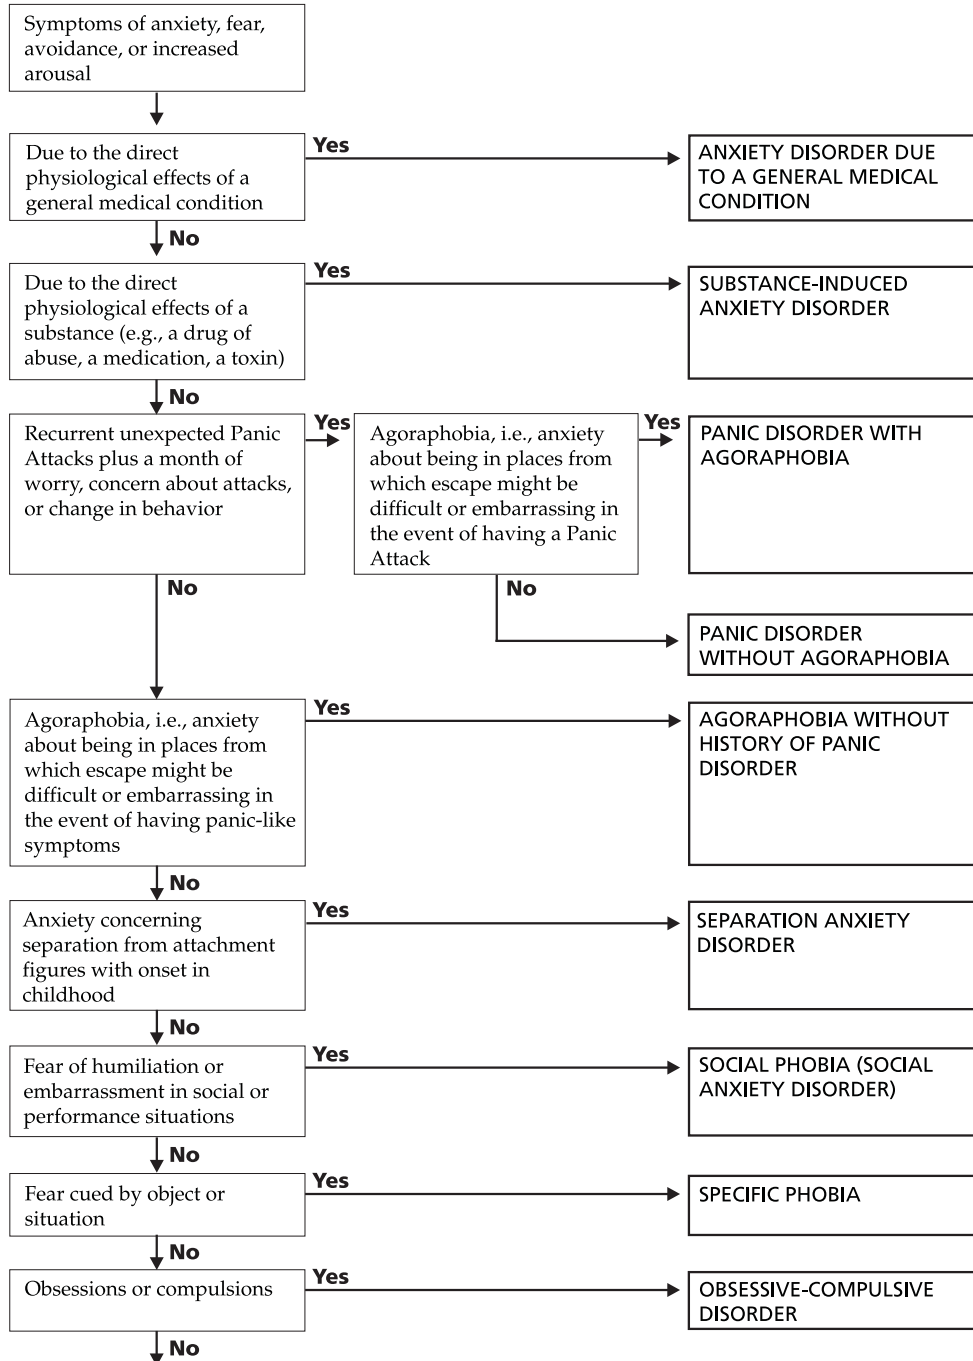 Symptoms of anxiety, fear,
avoidance, or increased
arousal
Due to the direct
physiological effects of a
general medical condition
Yes
ANXIETY DISORDER DUE
TO A GENERAL MEDICAL
CONDITION
No
Due to the direct
physiological effects of a
substance (e.g., a drug of
abuse, a medication, a toxin)
Yes
SUBSTANCE-INDUCED
ANXIETY DISORDER
No
Recurrent unexpected Panic
Attacks plus a month of
worry, concern about attacks,
or change in behavior
Yes
Agoraphobia, i.e., anxiety
about being in places from
which escape might be
difficult or embarrassing in
the event of having a Panic
Attack
Yes
PANIC DISORDER WITH
AGORAPHOBIA
No
No
PANIC DISORDER
WITHOUT AGORAPHOBIA
Agoraphobia, i.e., anxiety
about being in places from
which escape might be
difficult or embarrassing in
the event of having panic-like
symptoms
Yes
AGORAPHOBIA WITHOUT
HISTORY OF PANIC
DISORDER
No
Anxiety concerning
separation from attachment
figures with onset in
childhood
Yes
SEPARATION ANXIETY
DISORDER
No
Fear of humiliation or
embarrassment in social or
performance situations
Yes
SOCIAL PHOBIA (SOCIAL
ANXIETY DISORDER)
No
Fear cued by object or
situation
Yes
SPECIFIC PHOBIA
No
Obsessions or compulsions
Yes
OBSESSIVE-COMPULSIVE
DISORDER
No